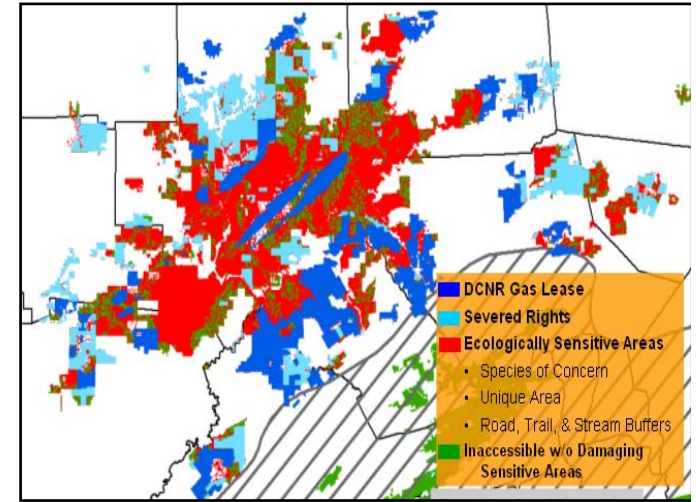 DCNR Gas Lease
Severed Rights
Ecologically Sensitive Areas
• Species of Concern
• Unique Area
• Road, Trail, & Stream Buffers
Inaccessible w/o Damaging
Sensitive Areas